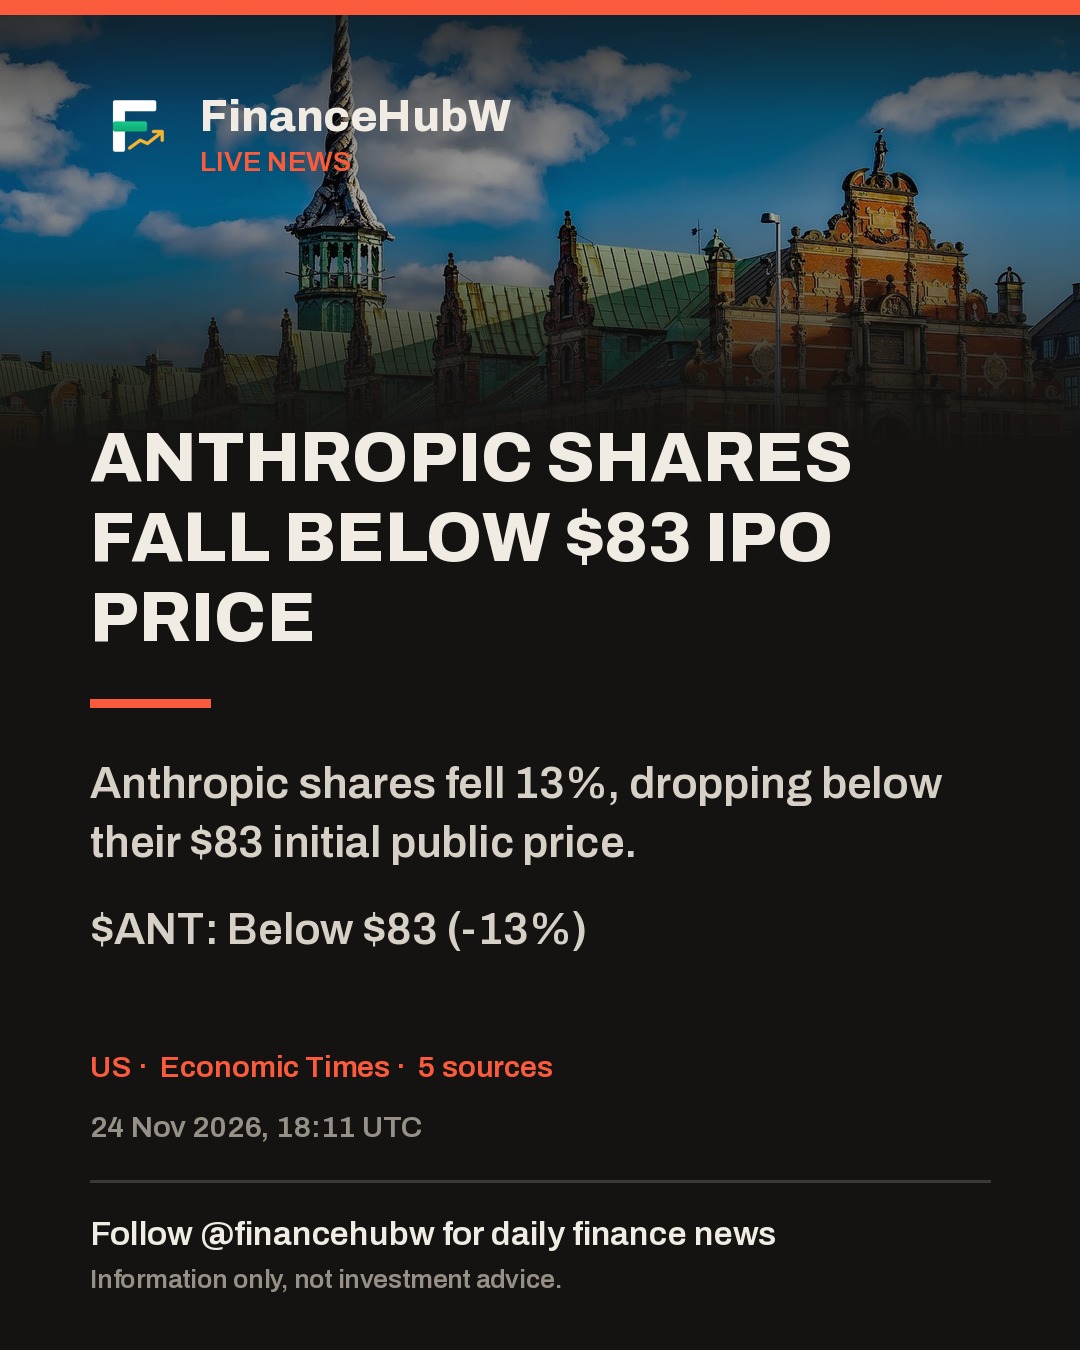 FinanceHubW
LIVE NEWS
ANTHROPIC SHARES
FALL BELOW $83 IPO
PRICE
Anthropic shares fell 13%, dropping below
their $83 initial public price.
$ANT: Below $83 (-13%)
US · Economic Times · 5 sources
24 Nov 2026, 18:11 UTC
Follow @financehubw for daily finance news
Information only, not investment advice.